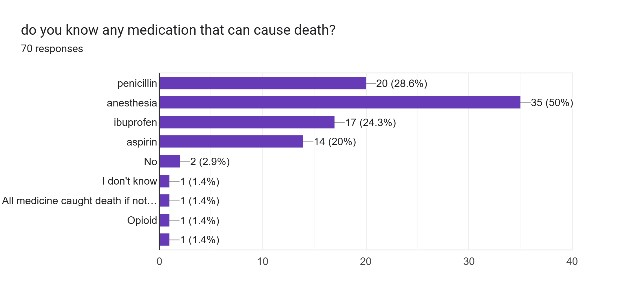 do you know any medication that can cause death?
70 responses
penicillin 20 (28.6%)
anesthesia 35 (50%)
ibuprofen 17 (24.3%)
aspirin 14 (20%)
No 2 (2.9%)
I don't know 1 (1.4%)
All medicine caught death if not... 1 (1.4%)
Opioid 1 (1.4%)
1 (1.4%)
0 10 20 30 40